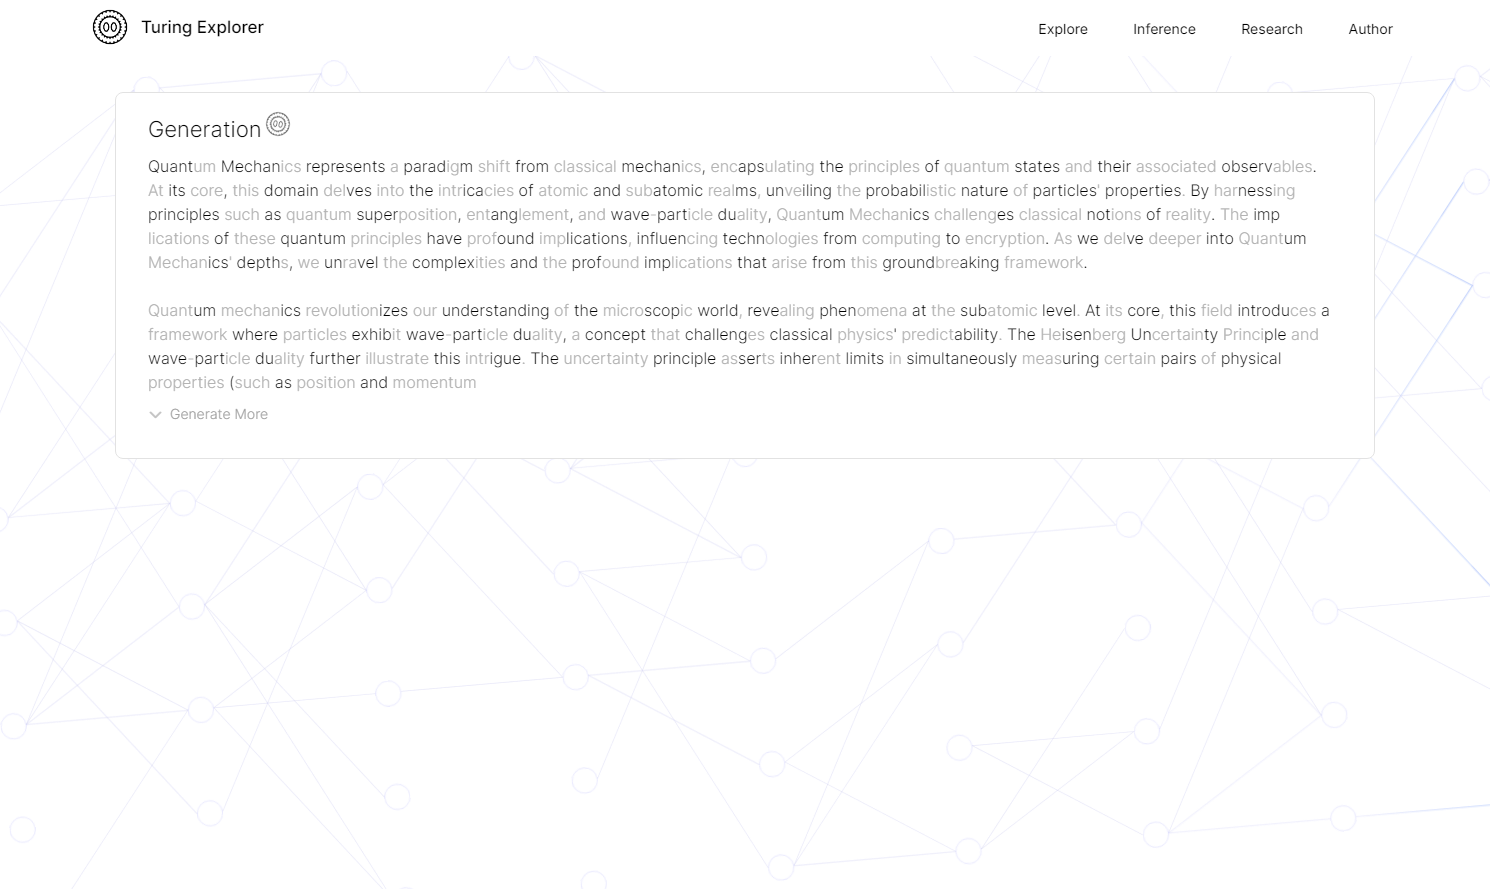 Turing Explorer
Explore
Inference
Research
Author
Generation
Quantum Mechanics represents a paradigm shift from classical mechanics, encapsulating the principles of quantum states and their associated observables.
At its core, this domain delves into the intricacies of atomic and subatomic realms, unveiling the probabilistic nature of particles' properties. By harnessing
principles such as quantum superposition, entanglement, and wave-particle duality, Quantum Mechanics challenges classical notions of reality. The imp
lications of these quantum principles have profound implications, influencing technologies from computing to encryption. As we delve deeper into Quantum
Mechanics' depths, we unravel the complexities and the profound implications that arise from this groundbreaking framework.
Quantum mechanics revolutionizes our understanding of the microscopic world, revealing phenomena at the subatomic level. At its core, this field introduces a
framework where particles exhibit wave-particle duality, a concept that challenges classical physics' predictability. The Heisenberg Uncertainty Principle and
wave-particle duality further illustrate this intrigue. The uncertainty principle asserts inherent limits in simultaneously measuring certain pairs of physical
properties (such as position and momentum
Generate More